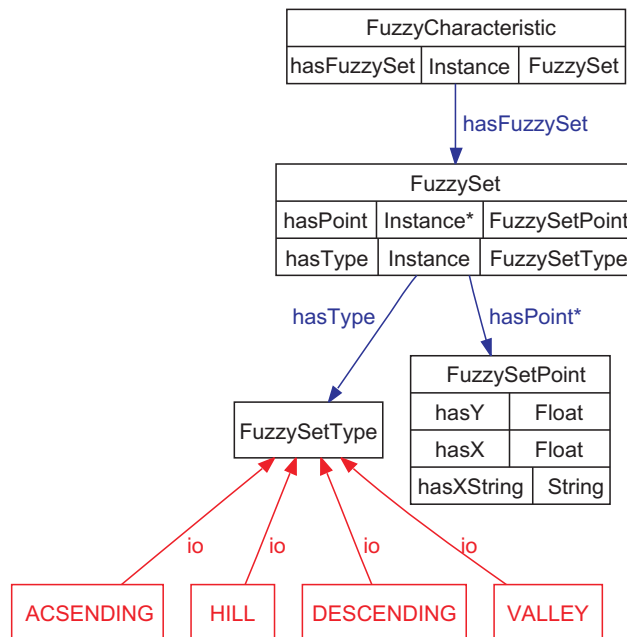 FuzzyCharacteristic
hasFuzzySet Instance FuzzySet
hasFuzzySet
FuzzySet
hasPoint Instance* FuzzySetPoint
hasType Instance FuzzySetType
hasType hasPoint*
FuzzySetPoint
hasY Float
FuzzySetType
hasX Float
hasXString String
io io io io
ACSENDING HILL DESCENDING VALLEY